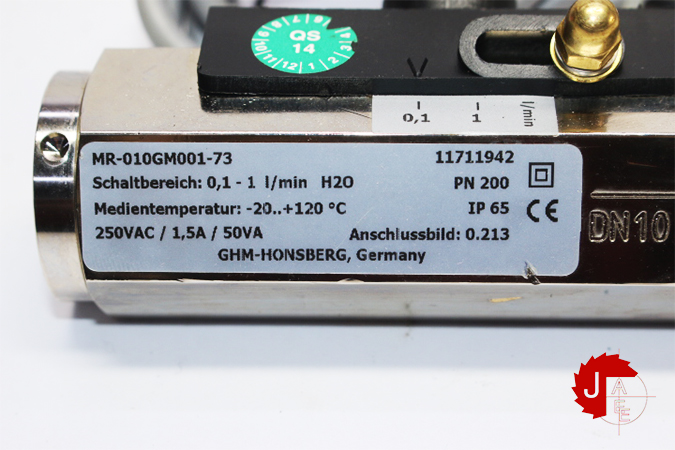 QS
14
V
0,1 1 l/min
MR-010GM001-73 11711942
Schaltbereich: 0,1 - 1 l/min H2O PN 200
Medientemperatur: -20..+120 °C IP 65 CE
250VAC / 1,5A / 50VA Anschlussbild: 0.213
GHM-HONSBERG, Germany
DN10
J